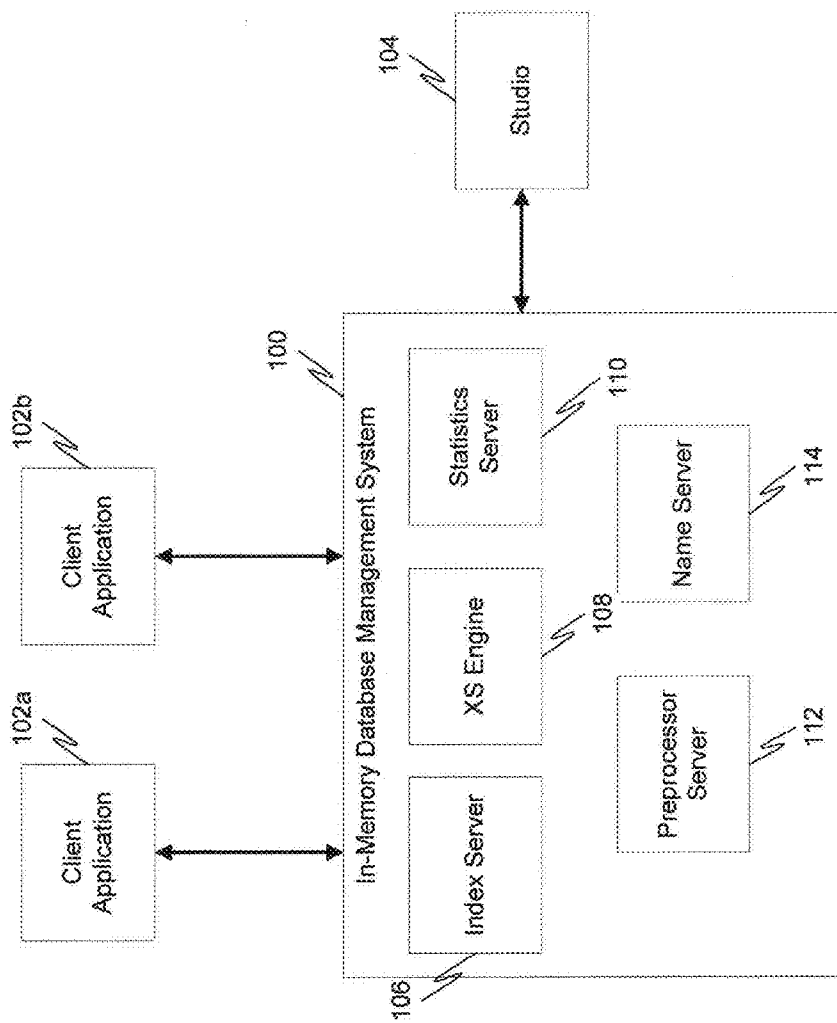 102a
Client
Application
102b
Client
Application
100
In-Memory Database Management System
106
Index Server
XS Engine
108
Statistics
Server
110
Preprocessor
Server
112
Name Server
114
104
Studio